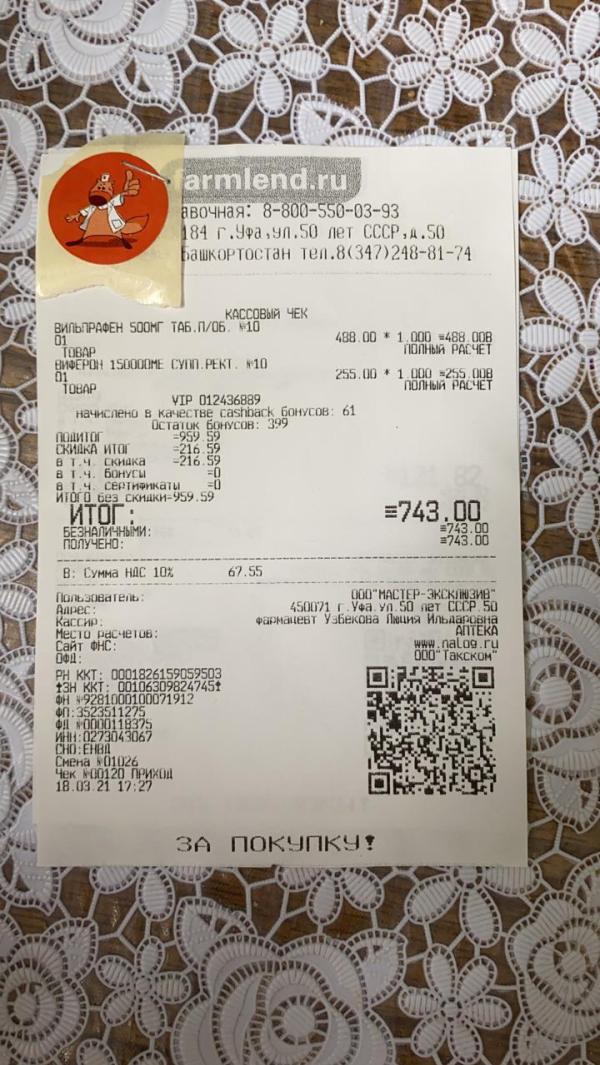 farmlend.ru
авочная: 8-800-550-03-93
184 г.Уфа,ул.50 лет СССР,д.50
Башкортостан тел.8(347)248-81-74
КАССОВЫЙ ЧЕК
ВИЛЬПРАФЕН 500МГ ТАБ.П/ОБ. №10
01 488.00 * 1.000 ≡488.00В
ТОВАР ПОЛНЫЙ РАСЧЕТ
ВИФЕРОН 150000МЕ СУПП.РЕКТ. №10
01 255.00 * 1.000 ≡255.00В
ТОВАР ПОЛНЫЙ РАСЧЕТ
VIP 012436889
начислено в качестве cashback бонусов: 61
Остаток бонусов: 399
ПОДИТОГ =959.59
СКИДКА ИТОГ =216.59
в т.ч. скидка =216.59
в т.ч. бонусы =0
в т.ч. сертификаты =0
ИТОГО без скидки=959.59
ИТОГ: ≡743.00
БЕЗНАЛИЧНЫМИ: ≡743.00
ПОЛУЧЕНО: ≡743.00
В: Сумма НДС 10% 67.55
Пользователь: ООО"МАСТЕР-ЭКСКЛЮЗИВ"
Адрес: 450071 г.Уфа.ул.50 лет СССР.50
Кассир: фармацевт Узбекова Люция Ильдаровна
Место расчетов: АПТЕКА
Сайт ФНС: www.nalog.ru
ОФД: ООО"Такском"
РН ККТ: 0001826159059503
↑ЗН ККТ: 00106309824745↑
ФН №9281000100071912
ФП:3523511275
ФД №0000118375
ИНН:0273043067
СНО:ЕНВД
Смена №01026
Чек №00120 ПРИХОД
18.03.21 17:27
ЗА ПОКУПКУ!